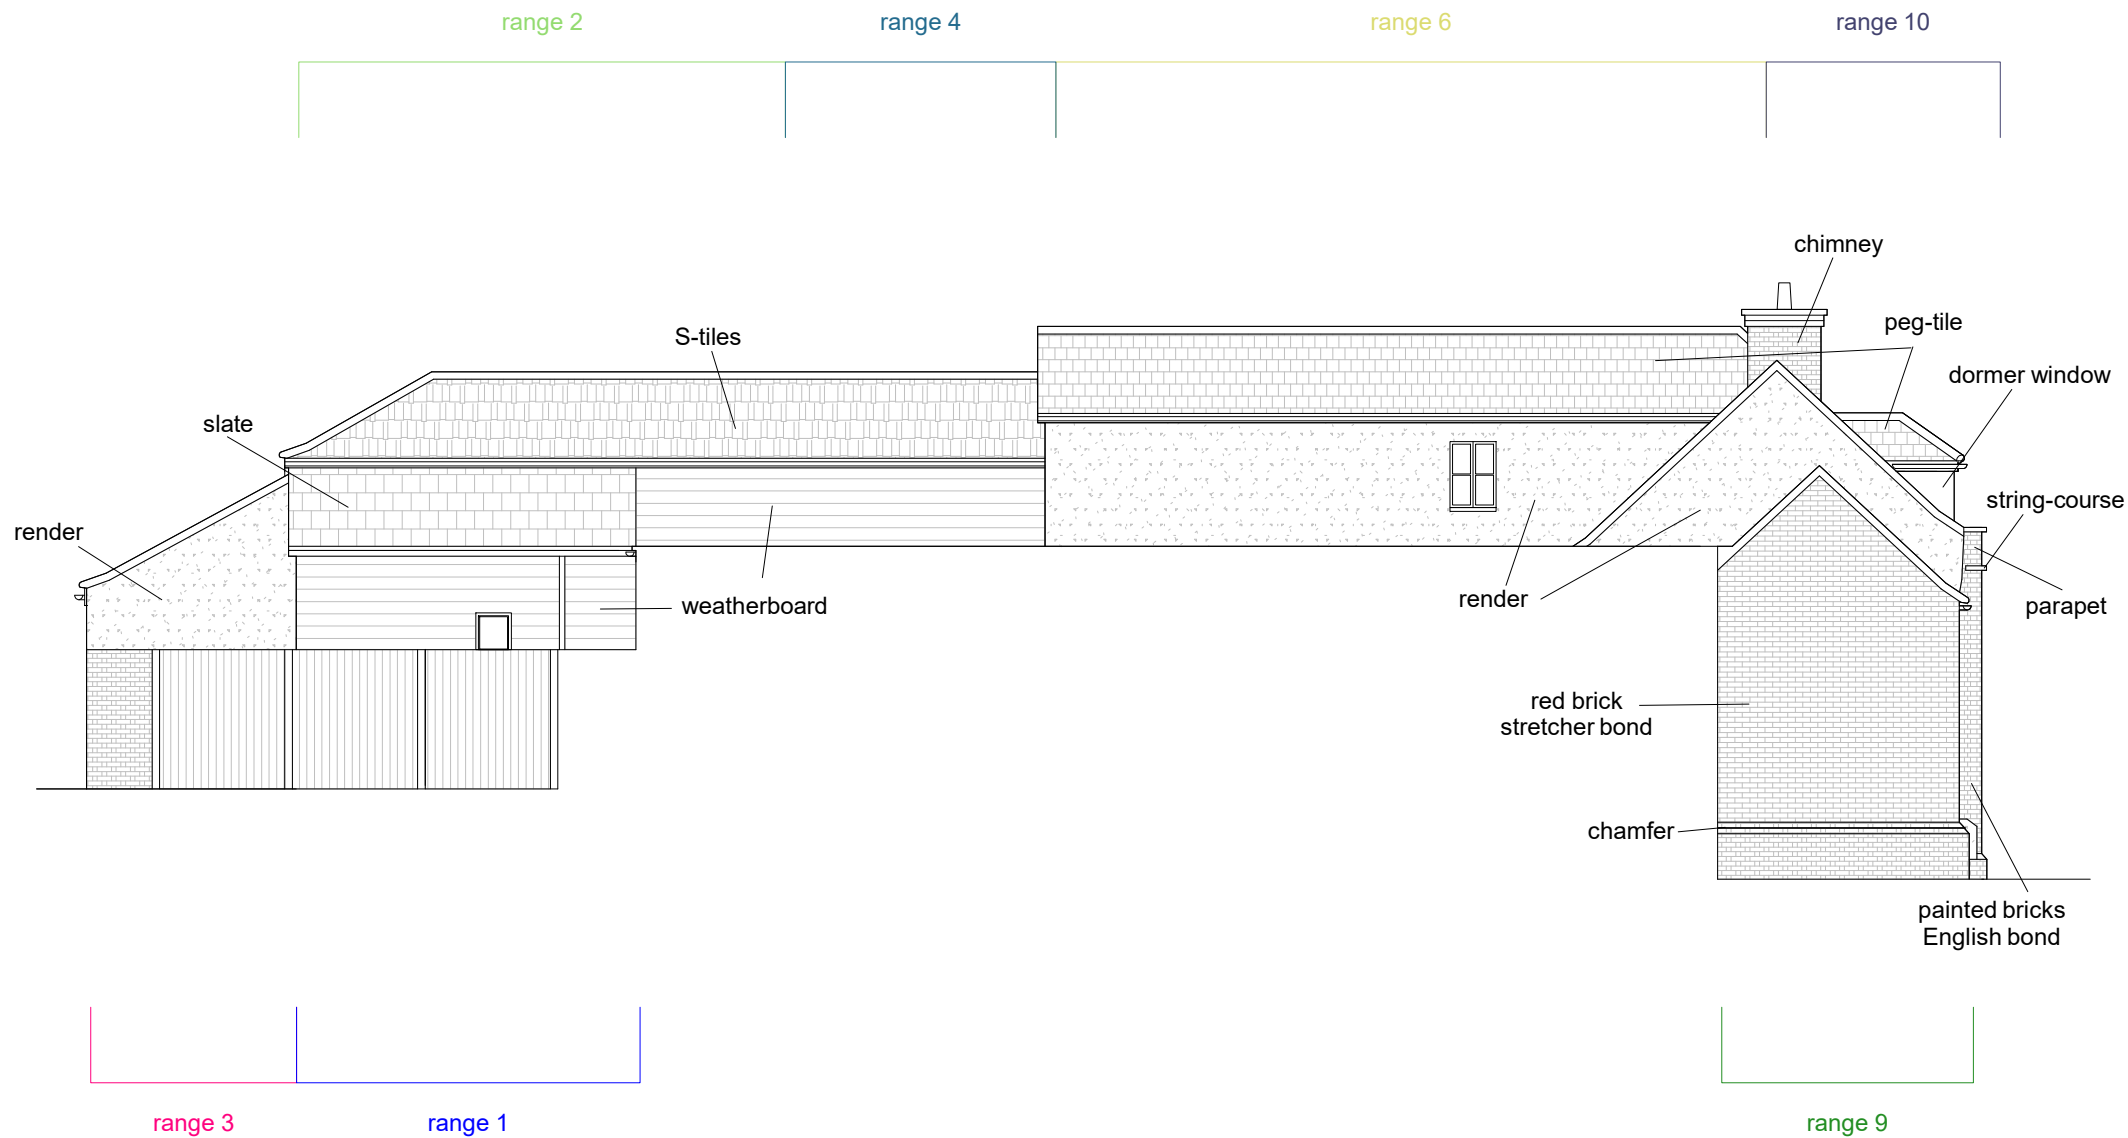 range 2
range 4
range 6
range 10
chimney
peg-tile
S-tiles
dormer window
slate
string-course
render
render
weatherboard
parapet
red brick
stretcher bond
chamfer
painted bricks
English bond
range 3
range 1
range 9